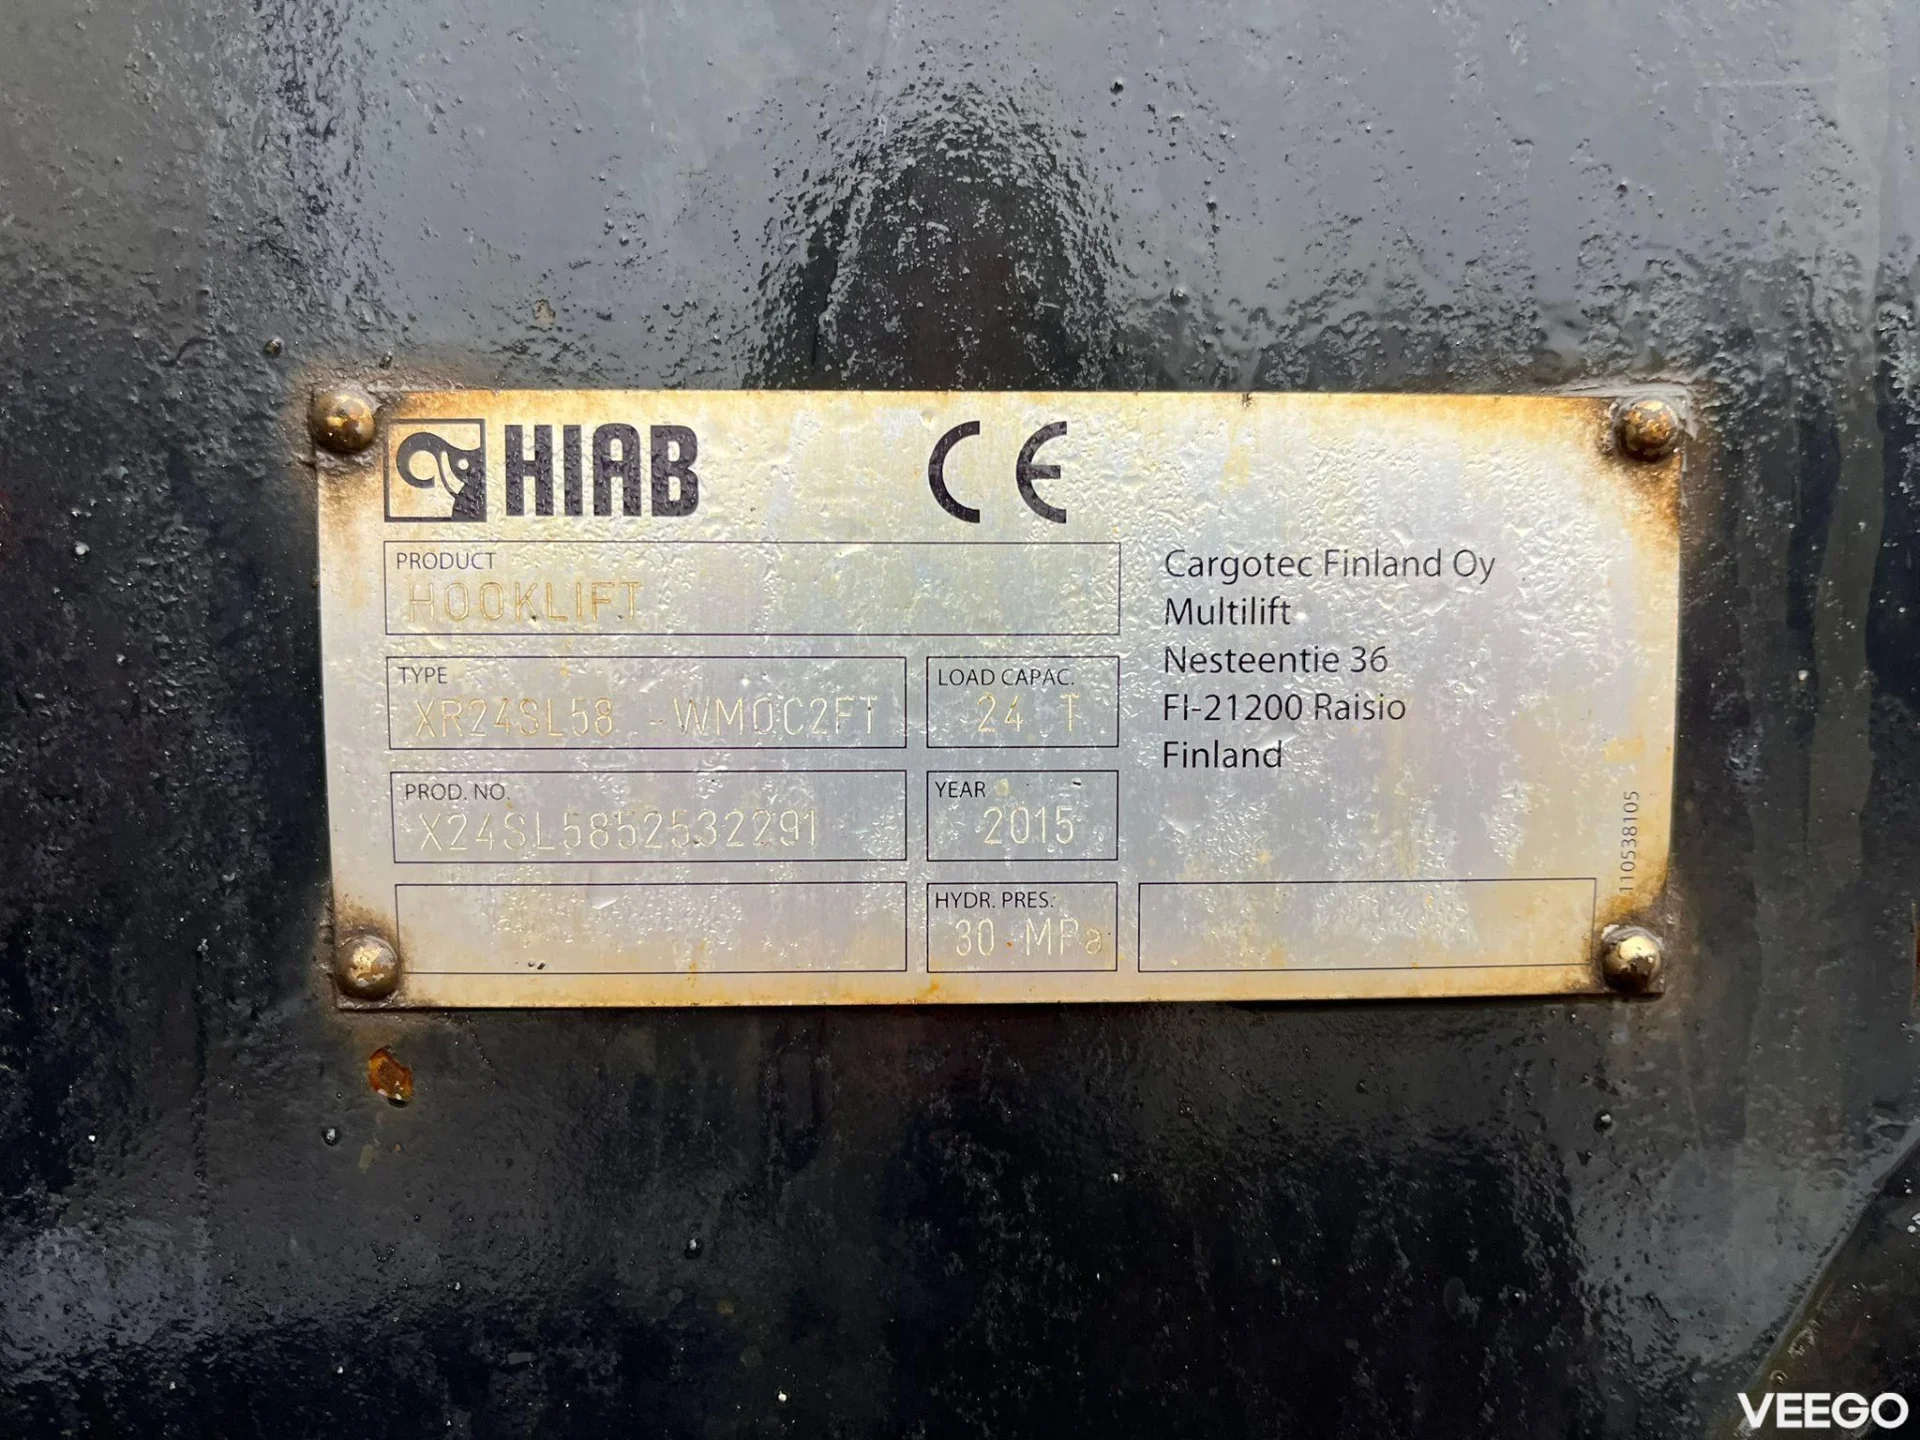 HIAB CE
PRODUCT
HOOKLIFT
TYPE
XR24SL58 -WM0C2FT
LOAD CAPAC.
24 T
PROD. NO.
X24SL5852532291
YEAR
2015
HYDR. PRES.
30 MPa
Cargotec Finland Oy
Multilift
Nesteentie 36
FI-21200 Raisio
Finland
110538105
VEEGO